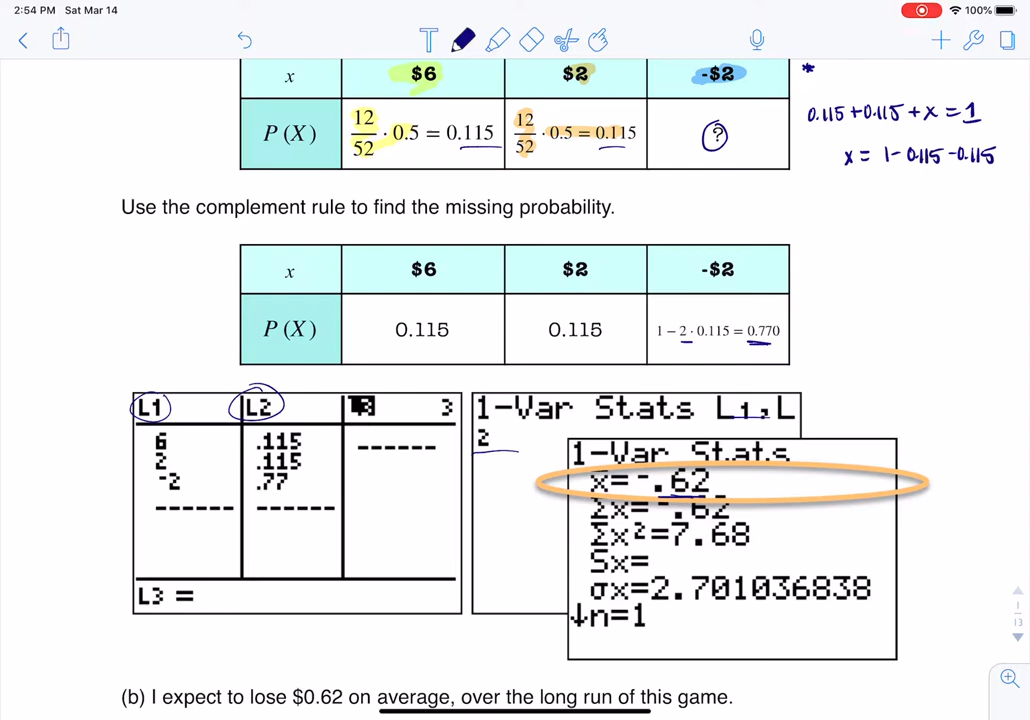 2:54 PM Sat Mar 14 100%
x $6 $2 -$2 *
P (X) 12/52 · 0.5 = 0.115 12/52 · 0.5 = 0.115 ?
0.115 + 0.115 + x = 1
x = 1 - 0.115 - 0.115
Use the complement rule to find the missing probability.
x $6 $2 -$2
P (X) 0.115 0.115 1 − 2 · 0.115 = 0.770
L1 L2 3
6 .115 ------
2 .115
-2 .77
------ ------
L3 =
1-Var Stats L1,L
2
1-Var Stats
x̄=-.62
Σx=-.62
Σx²=7.68
Sx=
σx=2.701036838
↓n=1
(b) I expect to lose $0.62 on average, over the long run of this game.
1
13